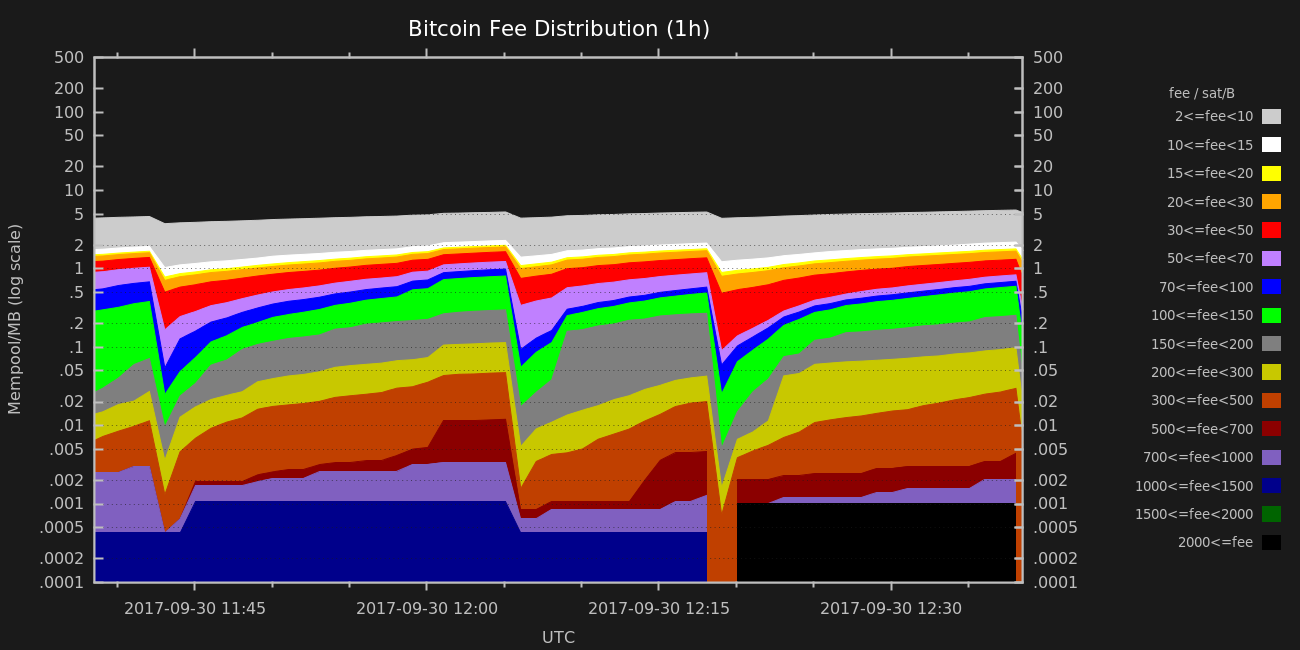 Bitcoin Fee Distribution (1h)
Mempool/MB (log scale)
500
200
100
50
20
10
5
2
1
.5
.2
.1
.05
.02
.01
.005
.002
.001
.0005
.0002
.0001
500
200
100
50
20
10
5
2
1
.5
.2
.1
.05
.02
.01
.005
.002
.001
.0005
.0002
.0001
2017-09-30 11:45
2017-09-30 12:00
2017-09-30 12:15
2017-09-30 12:30
UTC
fee / sat/B
2<=fee<10
10<=fee<15
15<=fee<20
20<=fee<30
30<=fee<50
50<=fee<70
70<=fee<100
100<=fee<150
150<=fee<200
200<=fee<300
300<=fee<500
500<=fee<700
700<=fee<1000
1000<=fee<1500
1500<=fee<2000
2000<=fee